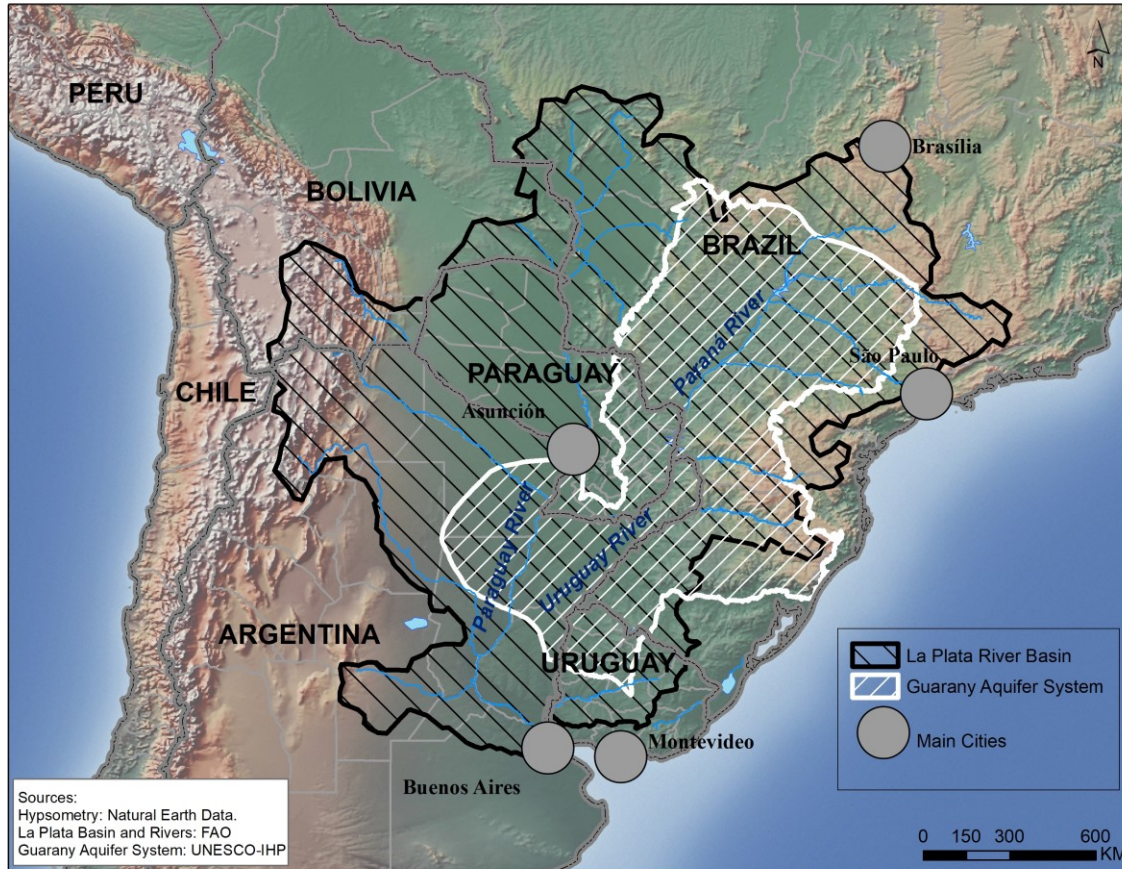 N
PERU
Brasília
BOLIVIA
BRAZIL
Parana River
São Paulo
PARAGUAY
CHILE
Asunción
Paraguay River
Uruguay River
ARGENTINA
URUGUAY
Montevideo
Buenos Aires
La Plata River Basin
Guarany Aquifer System
Main Cities
Sources:
Hypsometry: Natural Earth Data.
La Plata Basin and Rivers: FAO
Guarany Aquifer System: UNESCO-IHP
0 150 300 600
KM